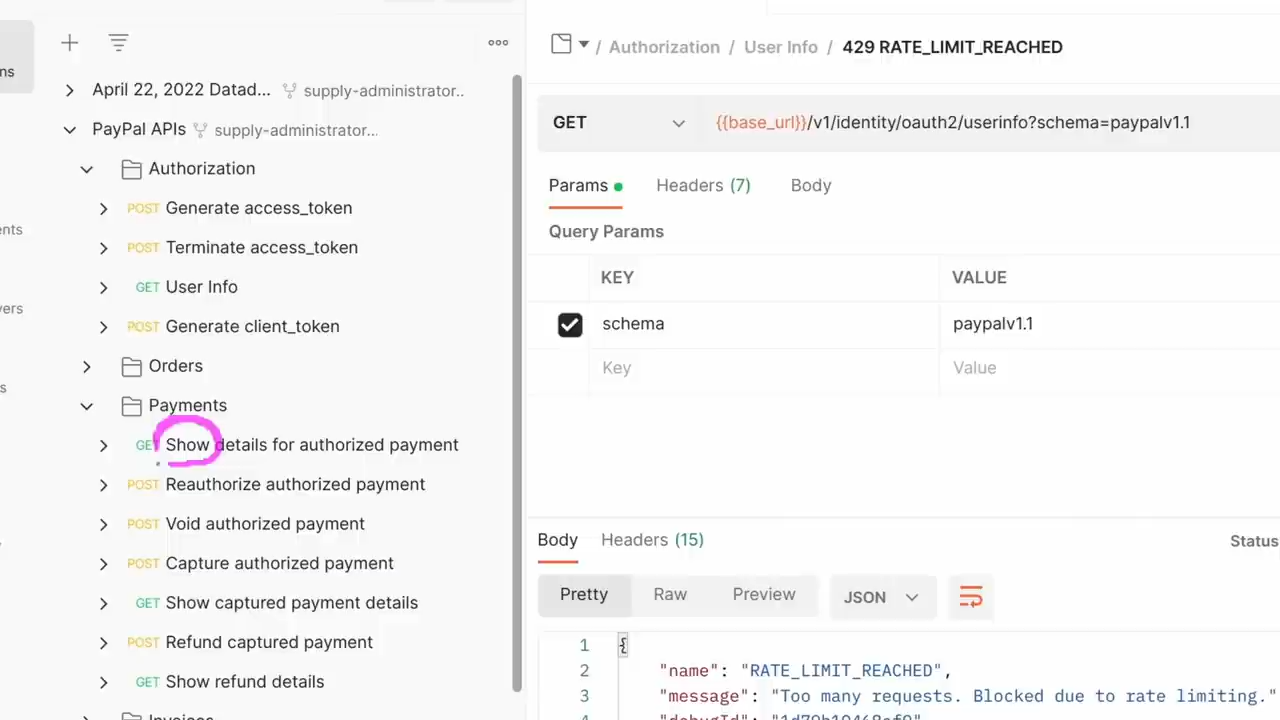 ns
ents
vers
s
April 22, 2022 Datad... supply-administrator..
PayPal APIs supply-administrator...
Authorization
POST Generate access_token
POST Terminate access_token
GET User Info
POST Generate client_token
Orders
Payments
GET Show details for authorized payment
POST Reauthorize authorized payment
POST Void authorized payment
POST Capture authorized payment
GET Show captured payment details
POST Refund captured payment
GET Show refund details
Invoices
/ Authorization / User Info / 429 RATE_LIMIT_REACHED
GET {{base_url}}/v1/identity/oauth2/userinfo?schema=paypalv1.1
Params Headers (7) Body
Query Params
KEY VALUE
schema paypalv1.1
Key Value
Body Headers (15) Status
Pretty Raw Preview JSON
1 {
2 "name": "RATE_LIMIT_REACHED",
3 "message": "Too many requests. Blocked due to rate limiting."
4 "debugId":